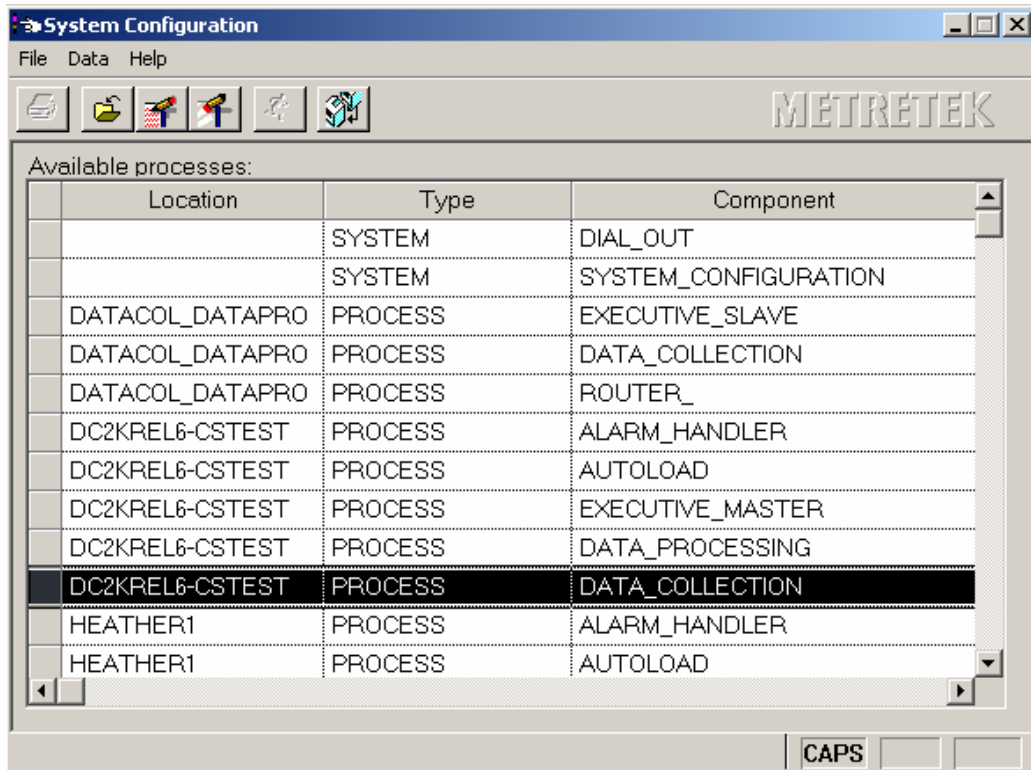 System Configuration
File Data Help
METRETEK
Available processes:
Location Type Component
SYSTEM DIAL_OUT
SYSTEM SYSTEM_CONFIGURATION
DATACOL_DATAPRO PROCESS EXECUTIVE_SLAVE
DATACOL_DATAPRO PROCESS DATA_COLLECTION
DATACOL_DATAPRO PROCESS ROUTER_
DC2KREL6-CSTEST PROCESS ALARM_HANDLER
DC2KREL6-CSTEST PROCESS AUTOLOAD
DC2KREL6-CSTEST PROCESS EXECUTIVE_MASTER
DC2KREL6-CSTEST PROCESS DATA_PROCESSING
DC2KREL6-CSTEST PROCESS DATA_COLLECTION
HEATHER1 PROCESS ALARM_HANDLER
HEATHER1 PROCESS AUTOLOAD
CAPS